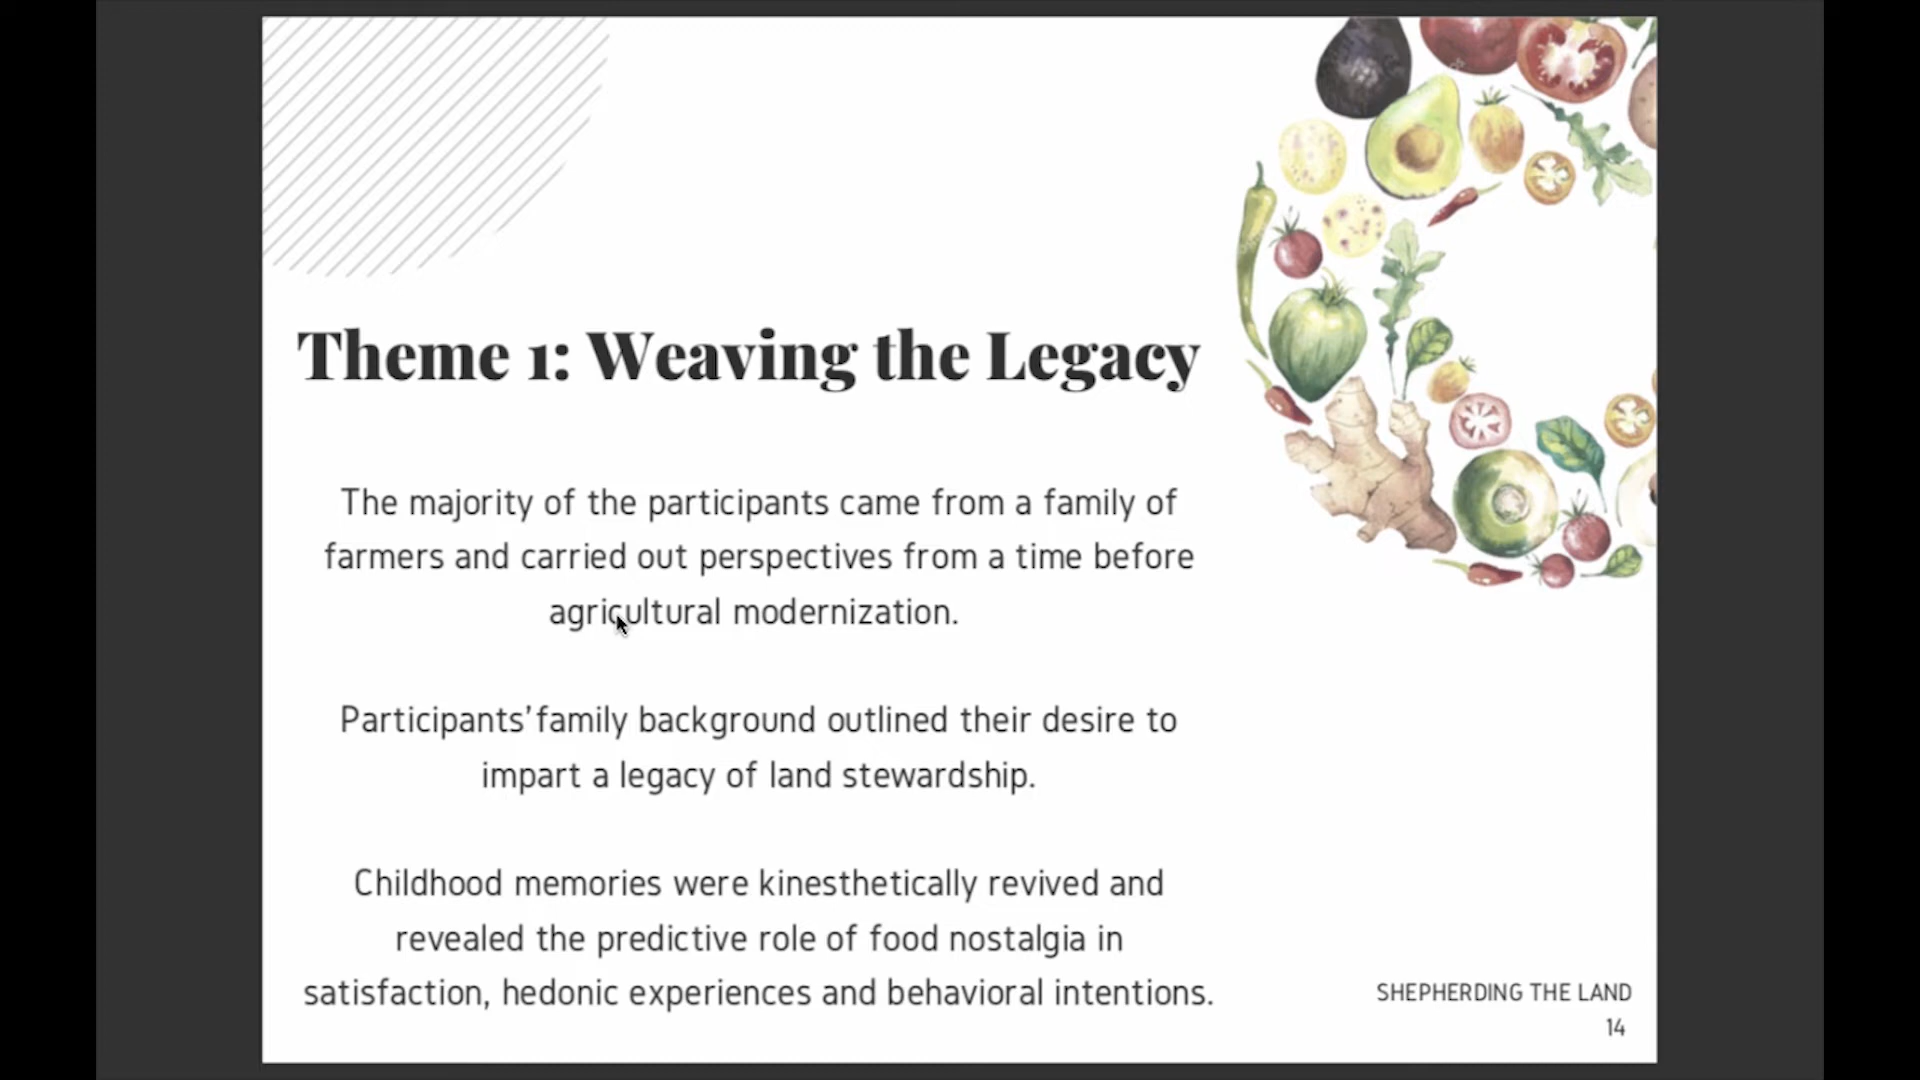 Theme 1: Weaving the Legacy
The majority of the participants came from a family of
farmers and carried out perspectives from a time before
agricultural modernization.
Participants' family background outlined their desire to
impart a legacy of land stewardship.
Childhood memories were kinesthetically revived and
revealed the predictive role of food nostalgia in
satisfaction, hedonic experiences and behavioral intentions.
SHEPHERDING THE LAND
14